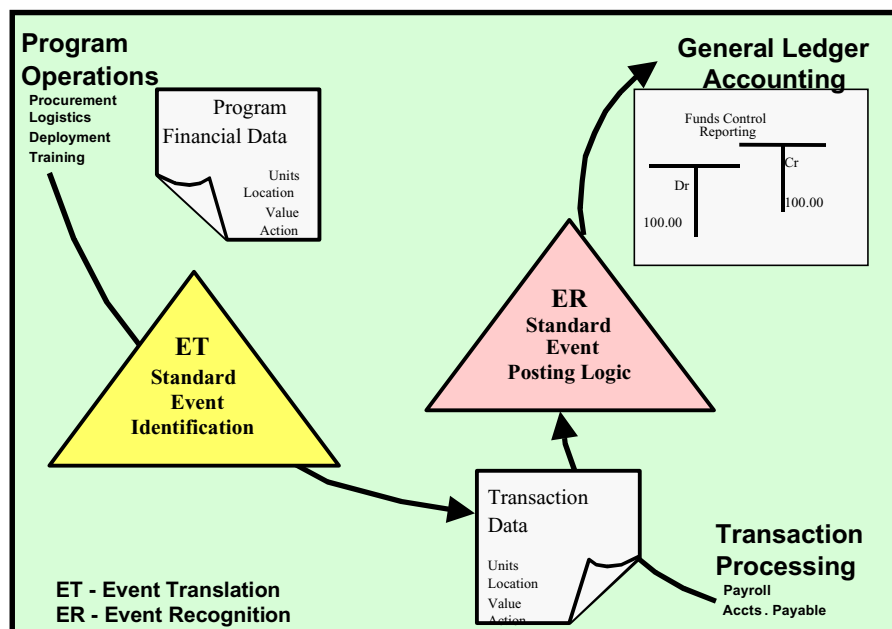 Program
Operations
Procurement
Logistics
Deployment
Training
Program
Financial Data
Units
Location
Value
Action
General Ledger
Accounting
Funds Control
Reporting
Dr
100.00
Cr
100.00
ET
Standard
Event
Identification
ER
Standard
Event
Posting Logic
Transaction
Data
Units
Location
Value
Action
Transaction
Processing
Payroll
Accts . Payable
ET - Event Translation
ER - Event Recognition